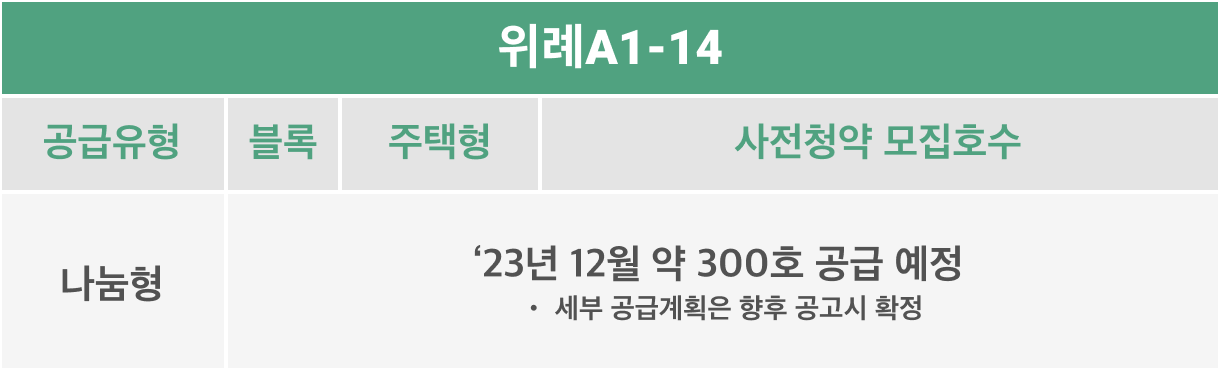 위례A1-14
공급유형 블록 주택형 사전청약 모집호수
나눔형
‘23년 12월 약 300호 공급 예정
· 세부 공급계획은 향후 공고시 확정